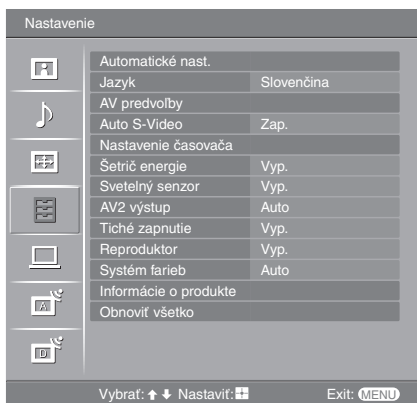 Nastavenie
Automatické nast.
Jazyk Slovenčina
AV predvoľby
Auto S-Video Zap.
Nastavenie časovača
Šetrič energie Vyp.
Svetelný senzor Vyp.
AV2 výstup Auto
Tiché zapnutie Vyp.
Reproduktor Vyp.
Systém farieb Auto
Informácie o produkte
Obnoviť všetko
A
D
Vybrať: Nastaviť: Exit: MENU